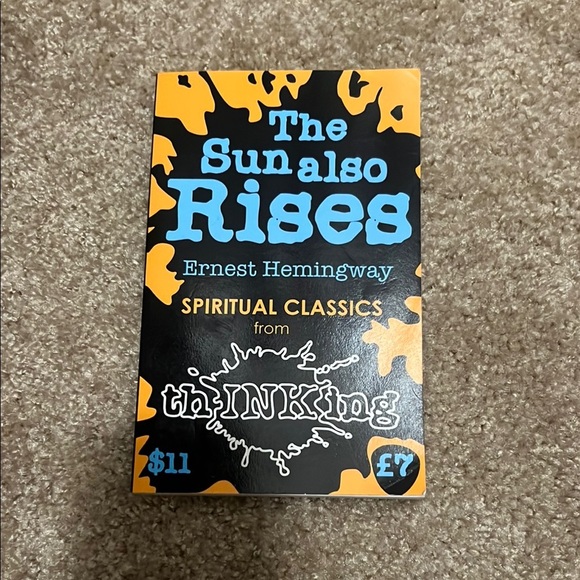 The
Sun also
Rises
Ernest Hemingway
SPIRITUAL CLASSICS
from
thINKing
$11 £7